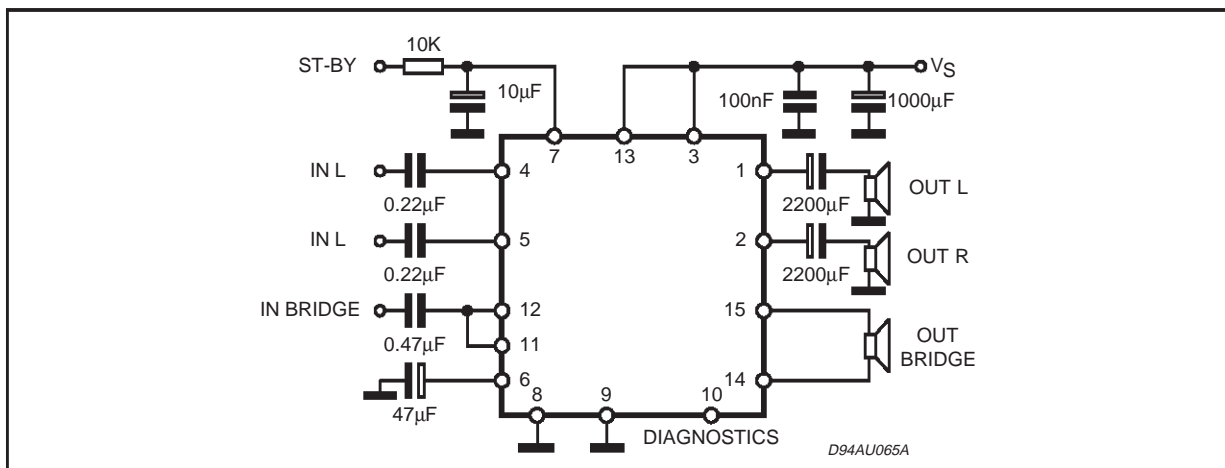 10K
ST-BY
VS
10µF
100nF
1000µF
7
13
3
IN L
4
1
0.22µF
2200µF
OUT L
IN L
5
2
0.22µF
2200µF
OUT R
IN BRIDGE
12
15
0.47µF
11
OUT
BRIDGE
6
14
47µF
8
9
10
DIAGNOSTICS
D94AU065A